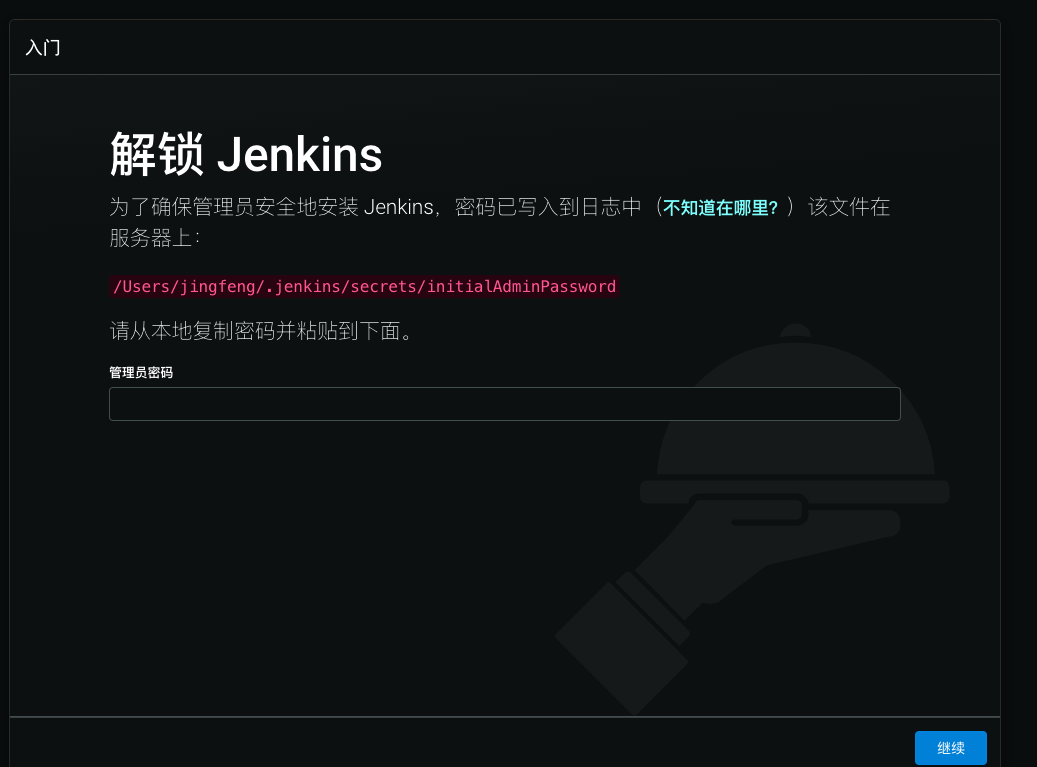 入门
解锁 Jenkins
为了确保管理员安全地安装 Jenkins，密码已写入到日志中（不知道在哪里？）该文件在
服务器上：
/Users/jingfeng/.jenkins/secrets/initialAdminPassword
请从本地复制密码并粘贴到下面。
管理员密码
继续